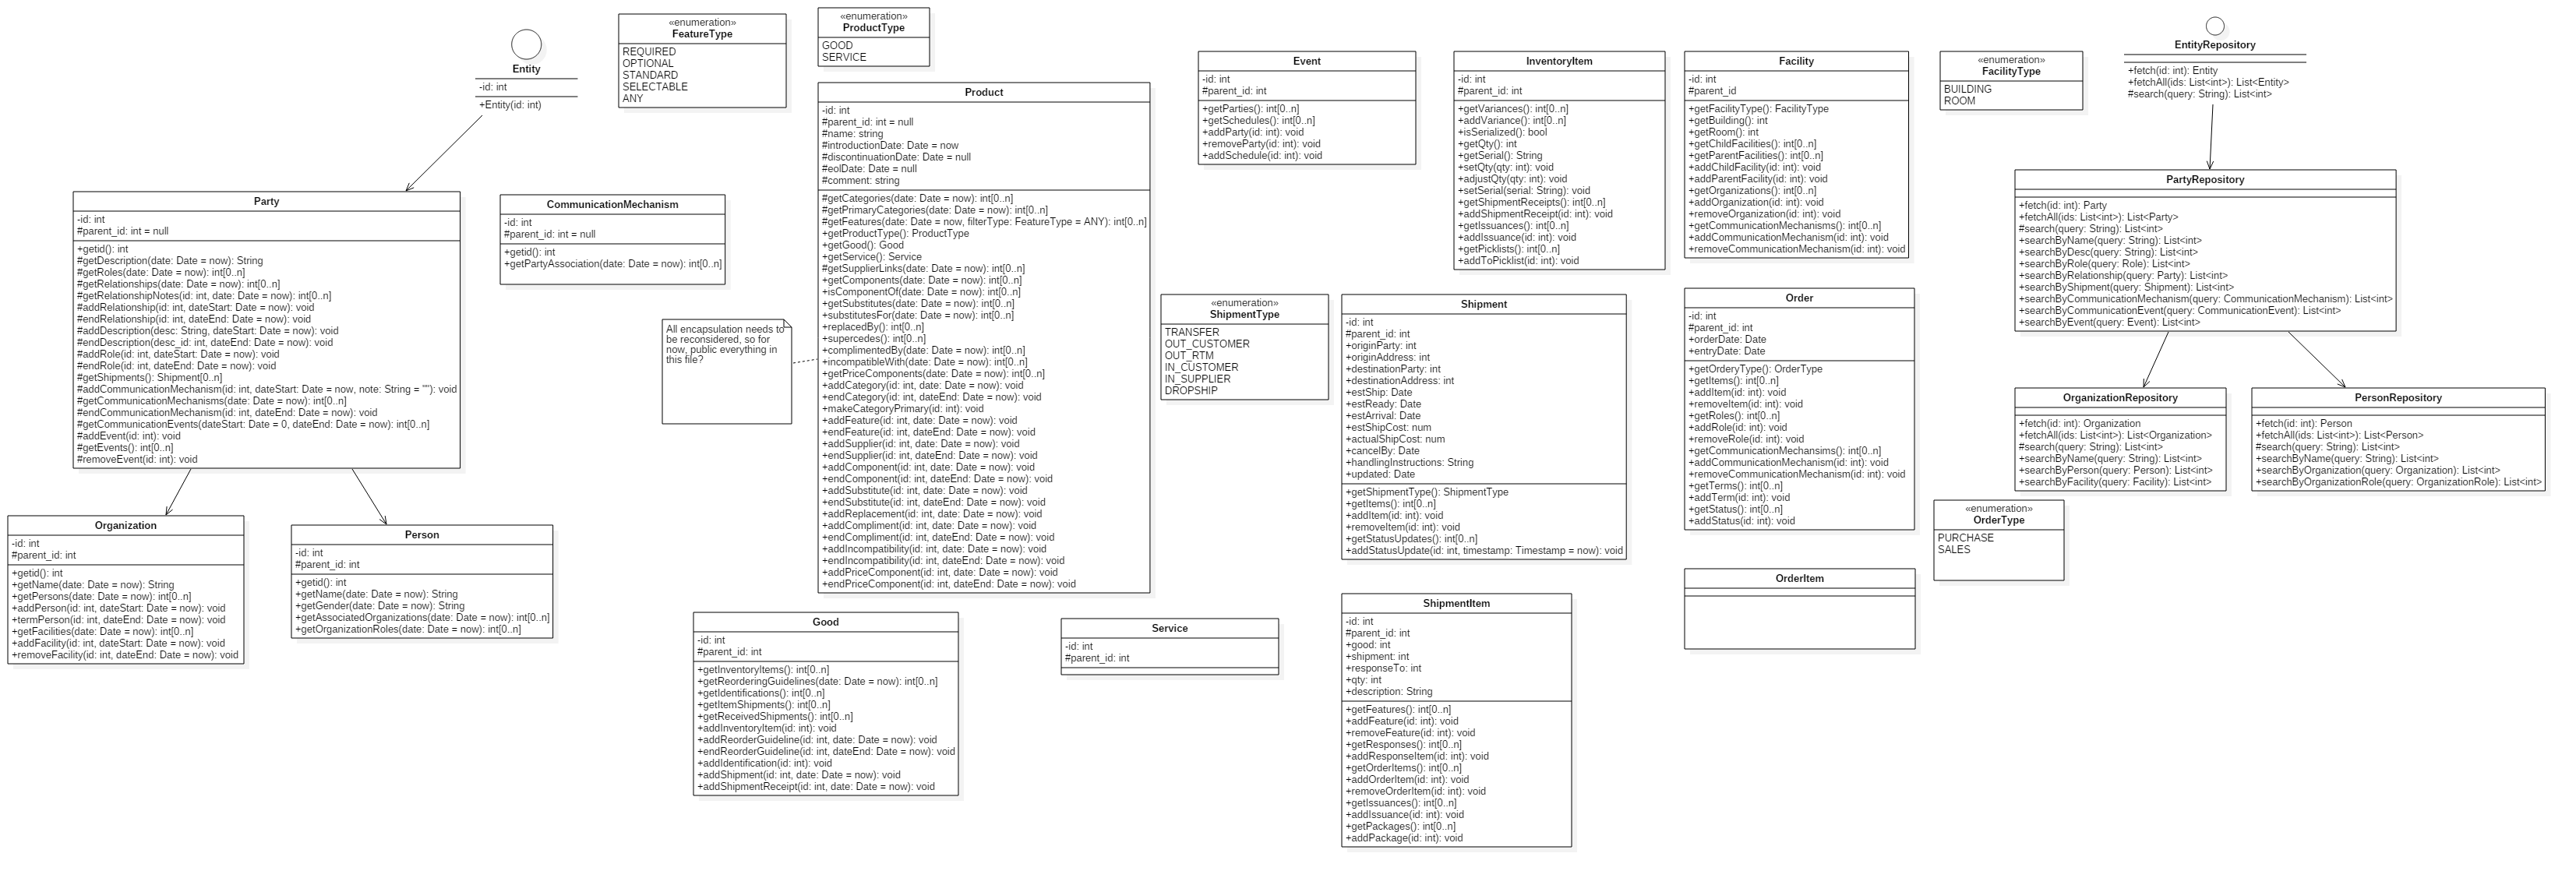 Entity
-id: int
+Entity(id: int)
«enumeration»
FeatureType
REQUIRED
OPTIONAL
STANDARD
SELECTABLE
ANY
«enumeration»
ProductType
GOOD
SERVICE
Party
-id: int
#parent_id: int = null
+getid(): int
#getDescription(date: Date = now): String
#getRoles(date: Date = now): int[0..n]
#getRelationships(date: Date = now): int[0..n]
#getRelationshipNotes(id: int, date: Date = now): int[0..n]
#addRelationship(id: int, dateStart: Date = now): void
#endRelationship(id: int, dateEnd: Date = now): void
#addDescription(desc: String, dateStart: Date = now): void
#endDescription(desc_id: int, dateEnd: Date = now): void
#addRole(id: int, dateStart: Date = now): void
#endRole(id: int, dateEnd: Date = now): void
#getShipments(): Shipment[0..n]
#addCommunicationMechanism(id: int, dateStart: Date = now, note: String = ""): void
#getCommunicationMechanisms(date: Date = now): int[0..n]
#endCommunicationMechanism(id: int, dateEnd: Date = now): void
#getCommunicationEvents(dateStart: Date = 0, dateEnd: Date = now): int[0..n]
#addEvent(id: int): void
#getEvents(): int[0..n]
#removeEvent(id: int): void
CommunicationMechanism
-id: int
#parent_id: int = null
+getid(): int
+getPartyAssociation(date: Date = now): int[0..n]
Organization
-id: int
#parent_id: int
+getid(): int
+getName(date: Date = now): String
+getPersons(date: Date = now): int[0..n]
+addPerson(id: int, dateStart: Date = now): void
+termPerson(id: int, dateEnd: Date = now): void
+getFacilities(date: Date = now): int[0..n]
+addFacility(id: int, dateStart: Date = now): void
+removeFacility(id: int, dateEnd: Date = now): void
Person
-id: int
#parent_id: int
+getid(): int
+getName(date: Date = now): String
+getGender(date: Date = now): String
+getAssociatedOrganizations(date: Date = now): int[0..n]
+getOrganizationRoles(date: Date = now): int[0..n]
All encapsulation needs to
be reconsidered, so for
now, public everything in
this file?
Product
-id: int
#parent_id: int = null
#name: string
#introductionDate: Date = now
#discontinuationDate: Date = null
#eolDate: Date = null
#comment: string
#getCategories(date: Date = now): int[0..n]
#getPrimaryCategories(date: Date = now): int[0..n]
#getFeatures(date: Date = now, filterType: FeatureType = ANY): int[0..n]
+getProductType(): ProductType
+getGood(): Good
+getService(): Service
#getSupplierLinks(date: Date = now): int[0..n]
+getComponents(date: Date = now): int[0..n]
+isComponentOf(date: Date = now): int[0..n]
+getSubstitutes(date: Date = now): int[0..n]
+substitutesFor(date: Date = now): int[0..n]
+replacedBy(): int[0..n]
+supercedes(): int[0..n]
+complimentedBy(date: Date = now): int[0..n]
+incompatibleWith(date: Date = now): int[0..n]
+getPriceComponents(date: Date = now): int[0..n]
+addCategory(id: int, date: Date = now): void
+endCategory(id: int, dateEnd: Date = now): void
+makeCategoryPrimary(id: int): void
+addFeature(id: int, date: Date = now): void
+endFeature(id: int, dateEnd: Date = now): void
+addSupplier(id: int, date: Date = now): void
+endSupplier(id: int, dateEnd: Date = now): void
+addComponent(id: int, date: Date = now): void
+endComponent(id: int, dateEnd: Date = now): void
+addSubstitute(id: int, date: Date = now): void
+endSubstitute(id: int, dateEnd: Date = now): void
+addReplacement(id: int, date: Date = now): void
+addCompliment(id: int, date: Date = now): void
+endCompliment(id: int, dateEnd: Date = now): void
+addIncompatibility(id: int, date: Date = now): void
+endIncompatibility(id: int, dateEnd: Date = now): void
+addPriceComponent(id: int, date: Date = now): void
+endPriceComponent(id: int, dateEnd: Date = now): void
Good
-id: int
#parent_id: int
+getInventoryItems(): int[0..n]
+getReorderingGuidelines(date: Date = now): int[0..n]
+getIdentifications(): int[0..n]
+getItemShipments(): int[0..n]
+getReceivedShipments(): int[0..n]
+addInventoryItem(id: int): void
+addReorderGuideline(id: int, date: Date = now): void
+endReorderGuideline(id: int, dateEnd: Date = now): void
+addIdentification(id: int): void
+addShipment(id: int, date: Date = now): void
+addShipmentReceipt(id: int, date: Date = now): void
Service
-id: int
#parent_id: int
Event
-id: int
#parent_id: int
+getParties(): int[0..n]
+getSchedules(): int[0..n]
+addParty(id: int): void
+removeParty(id: int): void
+addSchedule(id: int): void
InventoryItem
-id: int
#parent_id: int
+getVariances(): int[0..n]
+addVariance(): int[0..n]
+isSerialized(): bool
+getQty(): int
+getSerial(): String
+setQty(qty: int): void
+adjustQty(qty: int): void
+setSerial(serial: String): void
+getShipmentReceipts(): int[0..n]
+addShipmentReceipt(id: int): void
+getIssuances(): int[0..n]
+addIssuance(id: int): void
+getPicklists(): int[0..n]
+addToPicklist(id: int): void
Facility
-id: int
#parent_id
+getFacilityType(): FacilityType
+getBuilding(): int
+getRoom(): int
+getChildFacilities(): int[0..n]
+getParentFacilities(): int[0..n]
+addChildFacility(id: int): void
+addParentFacility(id: int): void
+getOrganizations(): int[0..n]
+addOrganization(id: int): void
+removeOrganization(id: int): void
+getCommunicationMechanisms(): int[0..n]
+addCommunicationMechanism(id: int): void
+removeCommunicationMechanism(id: int): void
«enumeration»
FacilityType
BUILDING
ROOM
«enumeration»
ShipmentType
TRANSFER
OUT_CUSTOMER
OUT_RTM
IN_CUSTOMER
IN_SUPPLIER
DROPSHIP
Shipment
-id: int
#parent_id: int
+originParty: int
+originAddress: int
+destinationParty: int
+destinationAddress: int
+estShip: Date
+estReady: Date
+estArrival: Date
+estShipCost: num
+actualShipCost: num
+cancelBy: Date
+handlingInstructions: String
+updated: Date
+getShipmentType(): ShipmentType
+getItems(): int[0..n]
+addItem(id: int): void
+removeItem(id: int): void
+getStatusUpdates(): int[0..n]
+addStatusUpdate(id: int, timestamp: Timestamp = now): void
ShipmentItem
-id: int
#parent_id: int
+good: int
+shipment: int
+responseTo: int
+qty: int
+description: String
+getFeatures(): int[0..n]
+addFeature(id: int): void
+removeFeature(id: int): void
+getResponses(): int[0..n]
+addResponseItem(id: int): void
+getOrderItems(): int[0..n]
+addOrderItem(id: int): void
+removeOrderItem(id: int): void
+getIssuances(): int[0..n]
+addIssuance(id: int): void
+getPackages(): int[0..n]
+addPackage(id: int): void
Order
-id: int
#parent_id: int
+orderDate: Date
+entryDate: Date
+getOrderyType(): OrderType
+getItems(): int[0..n]
+addItem(id: int): void
+removeItem(id: int): void
+getRoles(): int[0..n]
+addRole(id: int): void
+removeRole(id: int): void
+getCommunicationMechansims(): int[0..n]
+addCommunicationMechanism(id: int): void
+removeCommunicationMechanism(id: int): void
+getTerms(): int[0..n]
+addTerm(id: int): void
+getStatus(): int[0..n]
+addStatus(id: int): void
OrderItem
«enumeration»
OrderType
PURCHASE
SALES
EntityRepository
+fetch(id: int): Entity
+fetchAll(ids: List<int>): List<Entity>
#search(query: String): List<int>
PartyRepository
+fetch(id: int): Party
+fetchAll(ids: List<int>): List<Party>
#search(query: String): List<int>
+searchByName(query: String): List<int>
+searchByDesc(query: String): List<int>
+searchByRole(query: Role): List<int>
+searchByRelationship(query: Party): List<int>
+searchByShipment(query: Shipment): List<int>
+searchByCommunicationMechanism(query: CommunicationMechanism): List<int>
+searchByCommunicationEvent(query: CommunicationEvent): List<int>
+searchByEvent(query: Event): List<int>
OrganizationRepository
+fetch(id: int): Organization
+fetchAll(ids: List<int>): List<Organization>
#search(query: String): List<int>
+searchByName(query: String): List<int>
+searchByPerson(query: Person): List<int>
+searchByFacility(query: Facility): List<int>
PersonRepository
+fetch(id: int): Person
+fetchAll(ids: List<int>): List<Person>
#search(query: String): List<int>
+searchByName(query: String): List<int>
+searchByOrganization(query: Organization): List<int>
+searchByOrganizationRole(query: OrganizationRole): List<int>